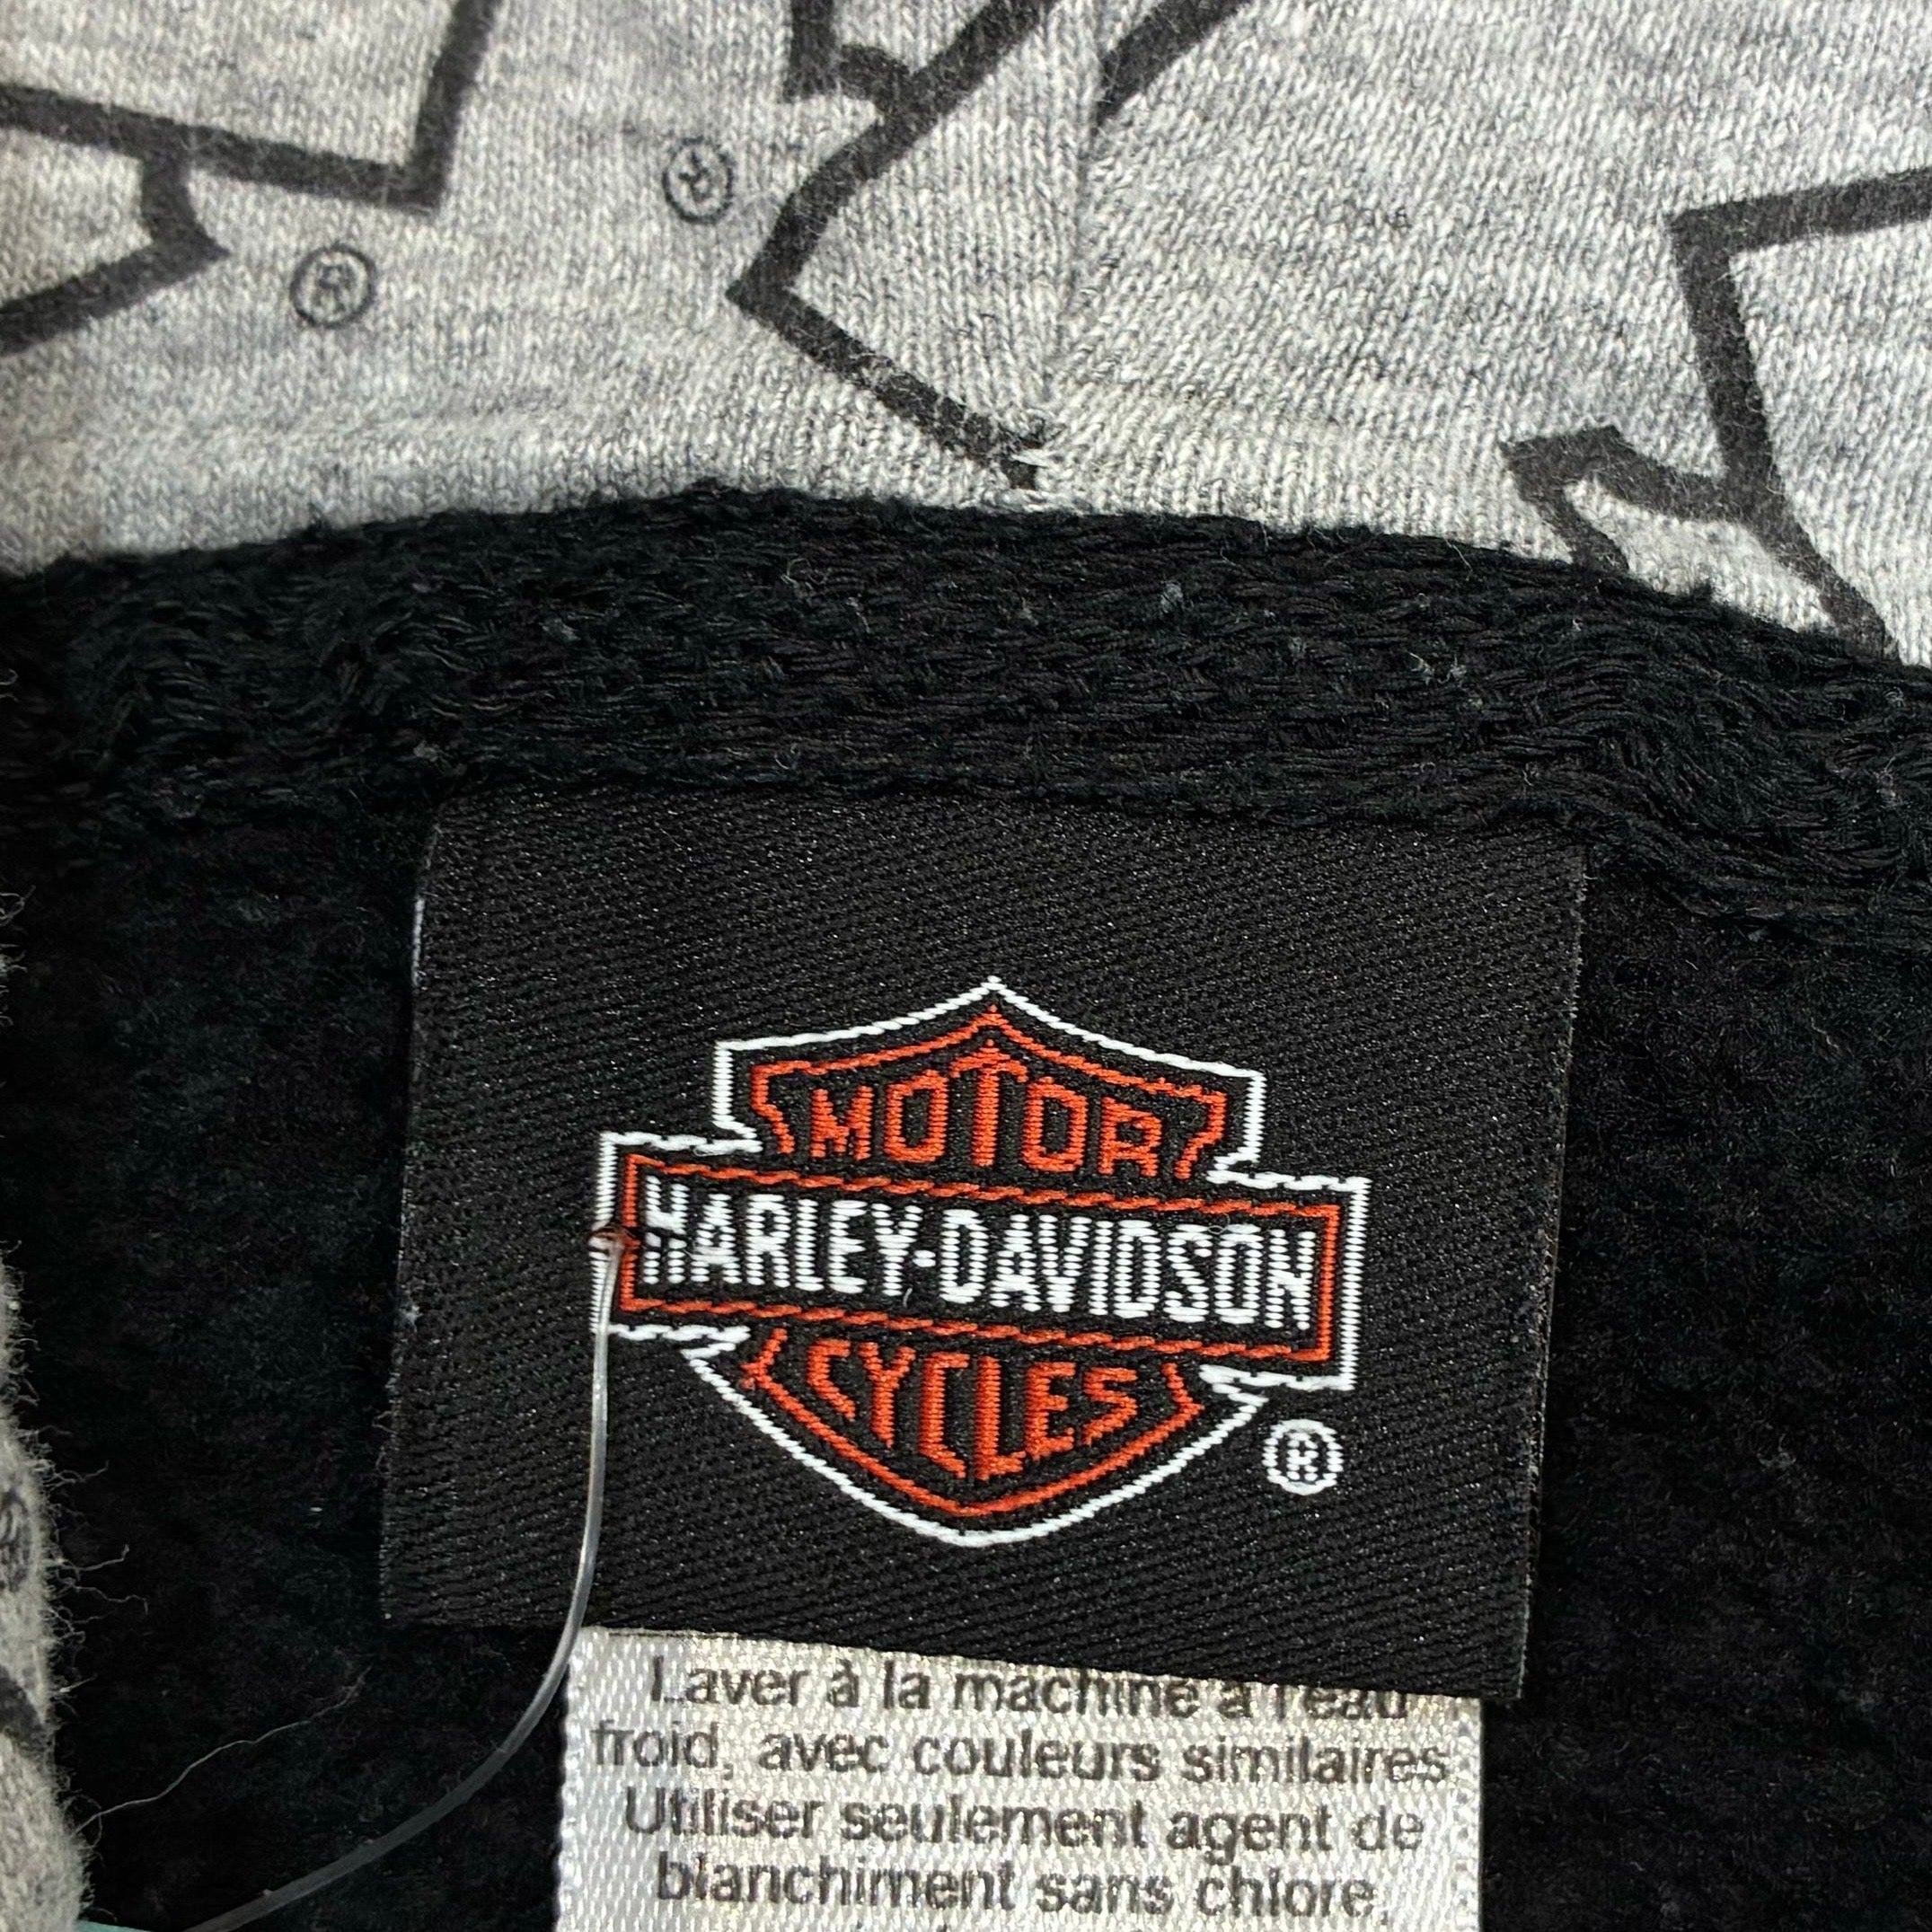 ®
®
MOTOR
HARLEY-DAVIDSON
CYCLES
®
Laver à la machine à l'eau
froid, avec couleurs similaires
Utiliser seulement agent de
blanchiment sans chlore,